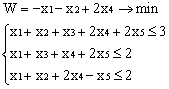 W = −x1− x2 + 2x4 → min
x1+ x2 + x3 + 2x4 + 2x5 ≤ 3
x1+ x3 + x4 + 2x5 ≤ 2
x1+ x2 + 2x4 − x5 ≤ 2